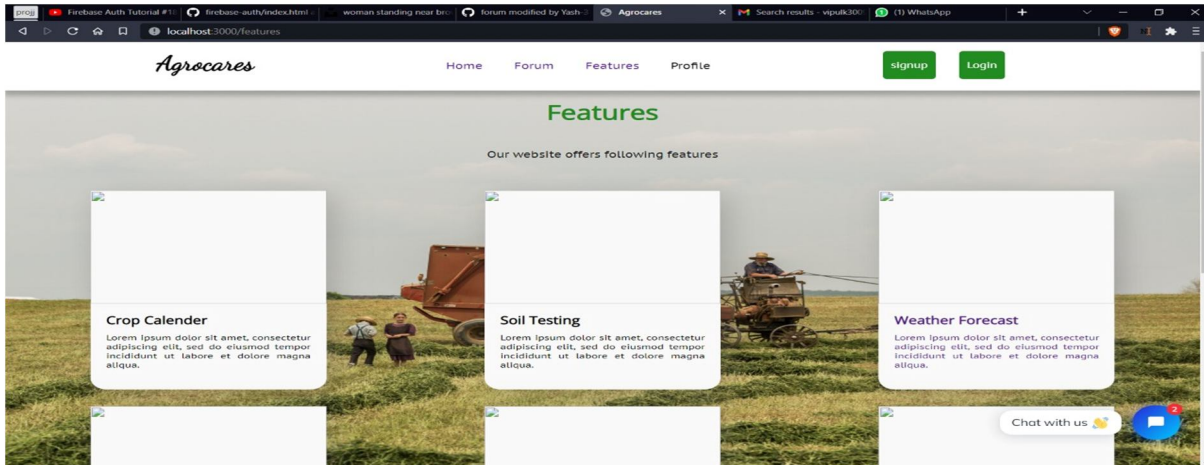 projj
Firebase Auth Tutorial #18
firebase-auth/index.html a
woman standing near bro
forum modified by Yash-3
Agrocares
Search results - vipulk300
(1) WhatsApp
localhost:3000/features
Agrocares
Home Forum Features Profile
signup Login
Features
Our website offers following features
Crop Calender
Lorem ipsum dolor sit amet, consectetur
adipiscing elit, sed do eiusmod tempor
incididunt ut labore et dolore magna
aliqua.
Soil Testing
Lorem ipsum dolor sit amet, consectetur
adipiscing elit, sed do eiusmod tempor
incididunt ut labore et dolore magna
aliqua.
Weather Forecast
Lorem ipsum dolor sit amet, consectetur
adipiscing elit, sed do eiusmod tempor
incididunt ut labore et dolore magna
aliqua.
Chat with us 👋
2